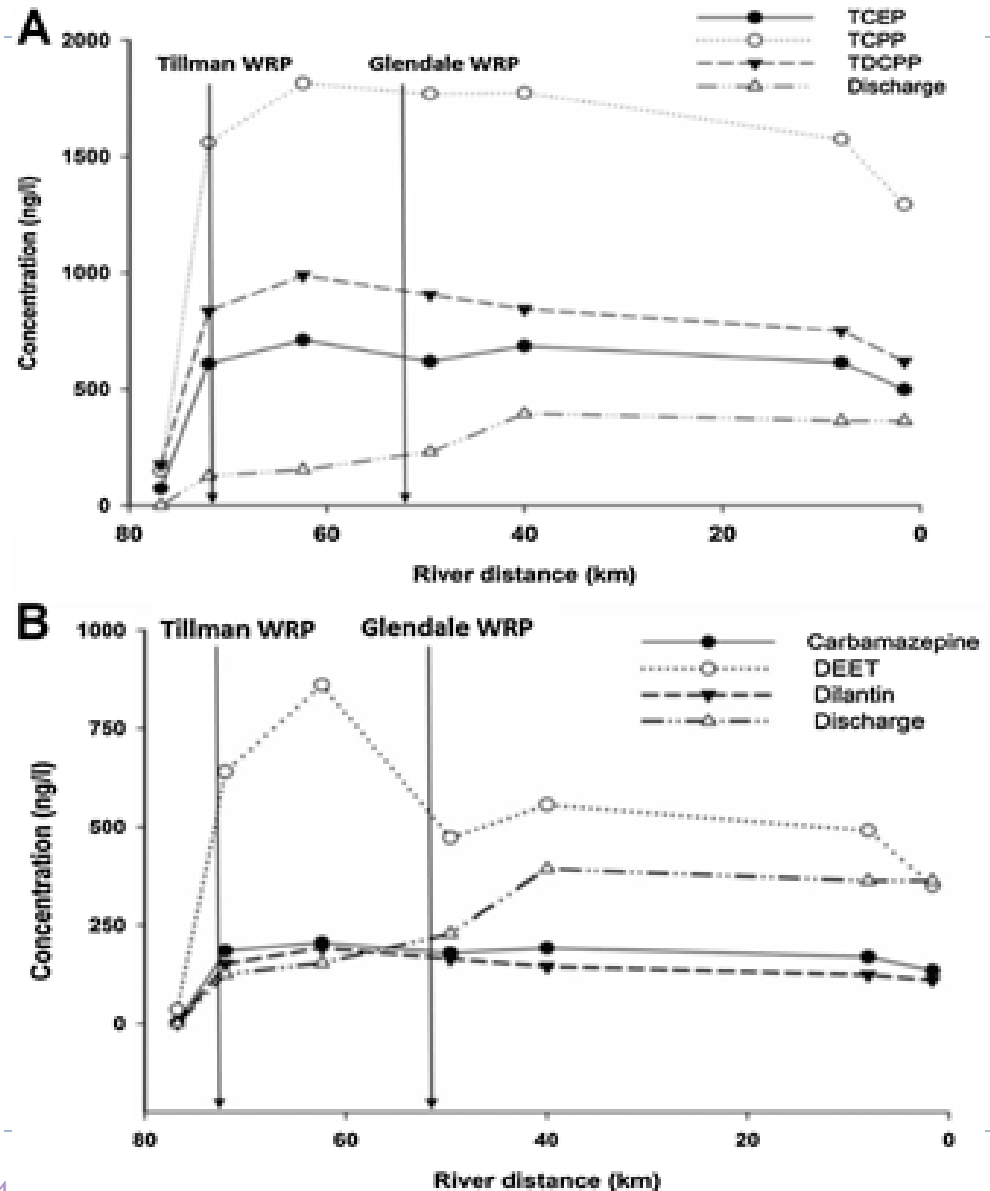 A
TCEP
TCPP
TDCPP
Discharge
Tillman WRP
Glendale WRP
2000
1500
1000
500
0
Concentration (ng/l)
80
60
40
20
0
River distance (km)
B
Carbamazepine
DEET
Dilantin
Discharge
Tillman WRP
Glendale WRP
1000
750
500
250
0
Concentration (ng/l)
80
60
40
20
0
River distance (km)